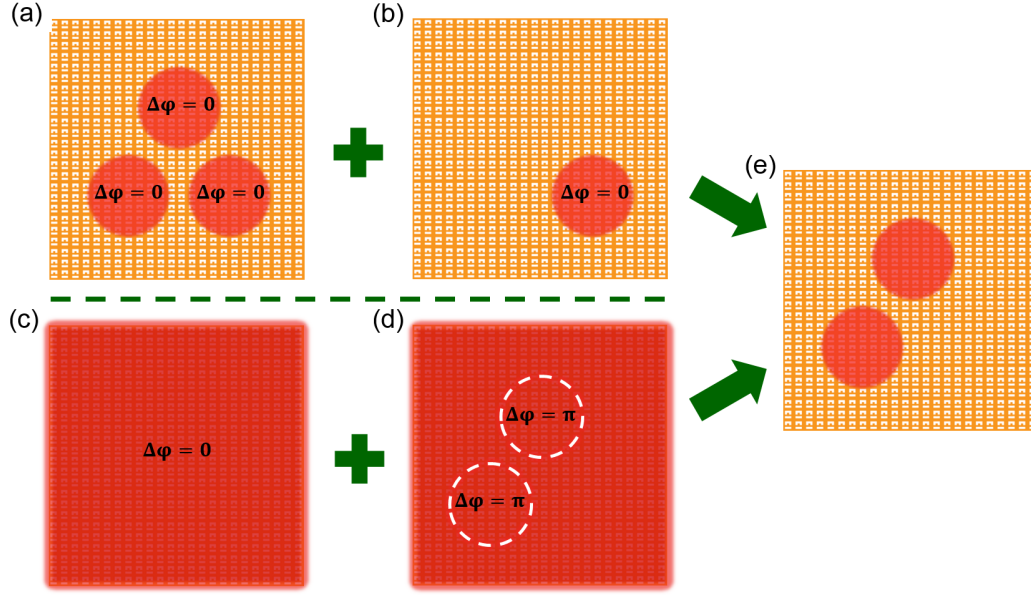 (a)
Δφ = 0
Δφ = 0
Δφ = 0
(b)
Δφ = 0
(c)
Δφ = 0
(d)
Δφ = π
Δφ = π
(e)